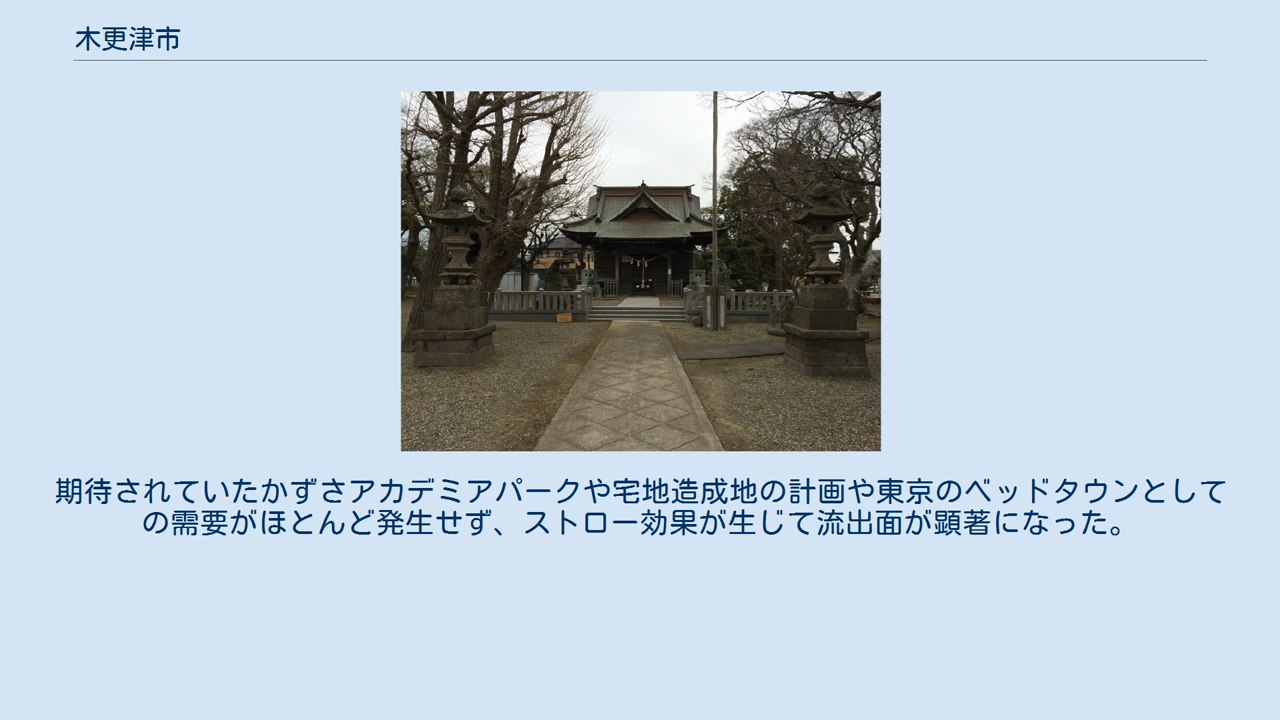 木更津市
期待されていたかずさアカデミアパークや宅地造成地の計画や東京のベッドタウンとして
の需要がほとんど発生せず、ストロー効果が生じて流出面が顕著になった。